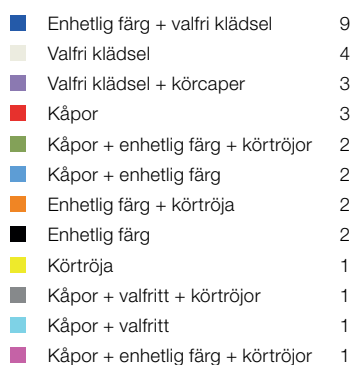 Enhetlig färg + valfri klädsel 9
Valfri klädsel 4
Valfri klädsel + körcaper 3
Kåpor 3
Kåpor + enhetlig färg + körtröjor 2
Kåpor + enhetlig färg 2
Enhetlig färg + körtröja 2
Enhetlig färg 2
Körtröja 1
Kåpor + valfritt + körtröjor 1
Kåpor + valfritt 1
Kåpor + enhetlig färg + körtröjor 1